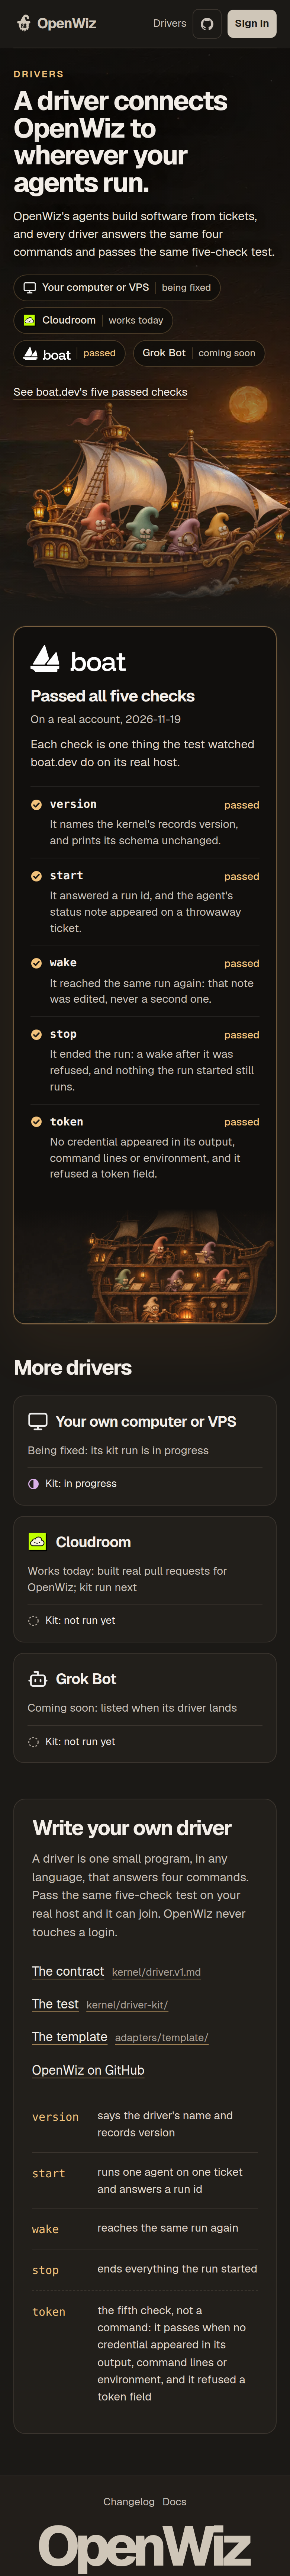 OpenWiz
Drivers
Sign in
DRIVERS
A driver connects
OpenWiz to
wherever your
agents run.
OpenWiz's agents build software from tickets,
and every driver answers the same four
commands and passes the same five-check test.
Your computer or VPS being fixed
Cloudroom works today
boat passed
Grok Bot coming soon
See boat.dev's five passed checks
boat
Passed all five checks
On a real account, 2026-11-19
Each check is one thing the test watched
boat.dev do on its real host.
version passed
It names the kernel's records version,
and prints its schema unchanged.
start passed
It answered a run id, and the agent's
status note appeared on a throwaway
ticket.
wake passed
It reached the same run again: that note
was edited, never a second one.
stop passed
It ended the run: a wake after it was
refused, and nothing the run started still
runs.
token passed
No credential appeared in its output,
command lines or environment, and it
refused a token field.
More drivers
Your own computer or VPS
Being fixed: its kit run is in progress
Kit: in progress
Cloudroom
Works today: built real pull requests for
OpenWiz; kit run next
Kit: not run yet
Grok Bot
Coming soon: listed when its driver lands
Kit: not run yet
Write your own driver
A driver is one small program, in any
language, that answers four commands.
Pass the same five-check test on your
real host and it can join. OpenWiz never
touches a login.
The contract kernel/driver.v1.md
The test kernel/driver-kit/
The template adapters/template/
OpenWiz on GitHub
version says the driver's name and
records version
start runs one agent on one ticket
and answers a run id
wake reaches the same run again
stop ends everything the run started
token the fifth check, not a
command: it passes when no
credential appeared in its
output, command lines or
environment, and it refused a
token field
Changelog Docs
OpenWiz